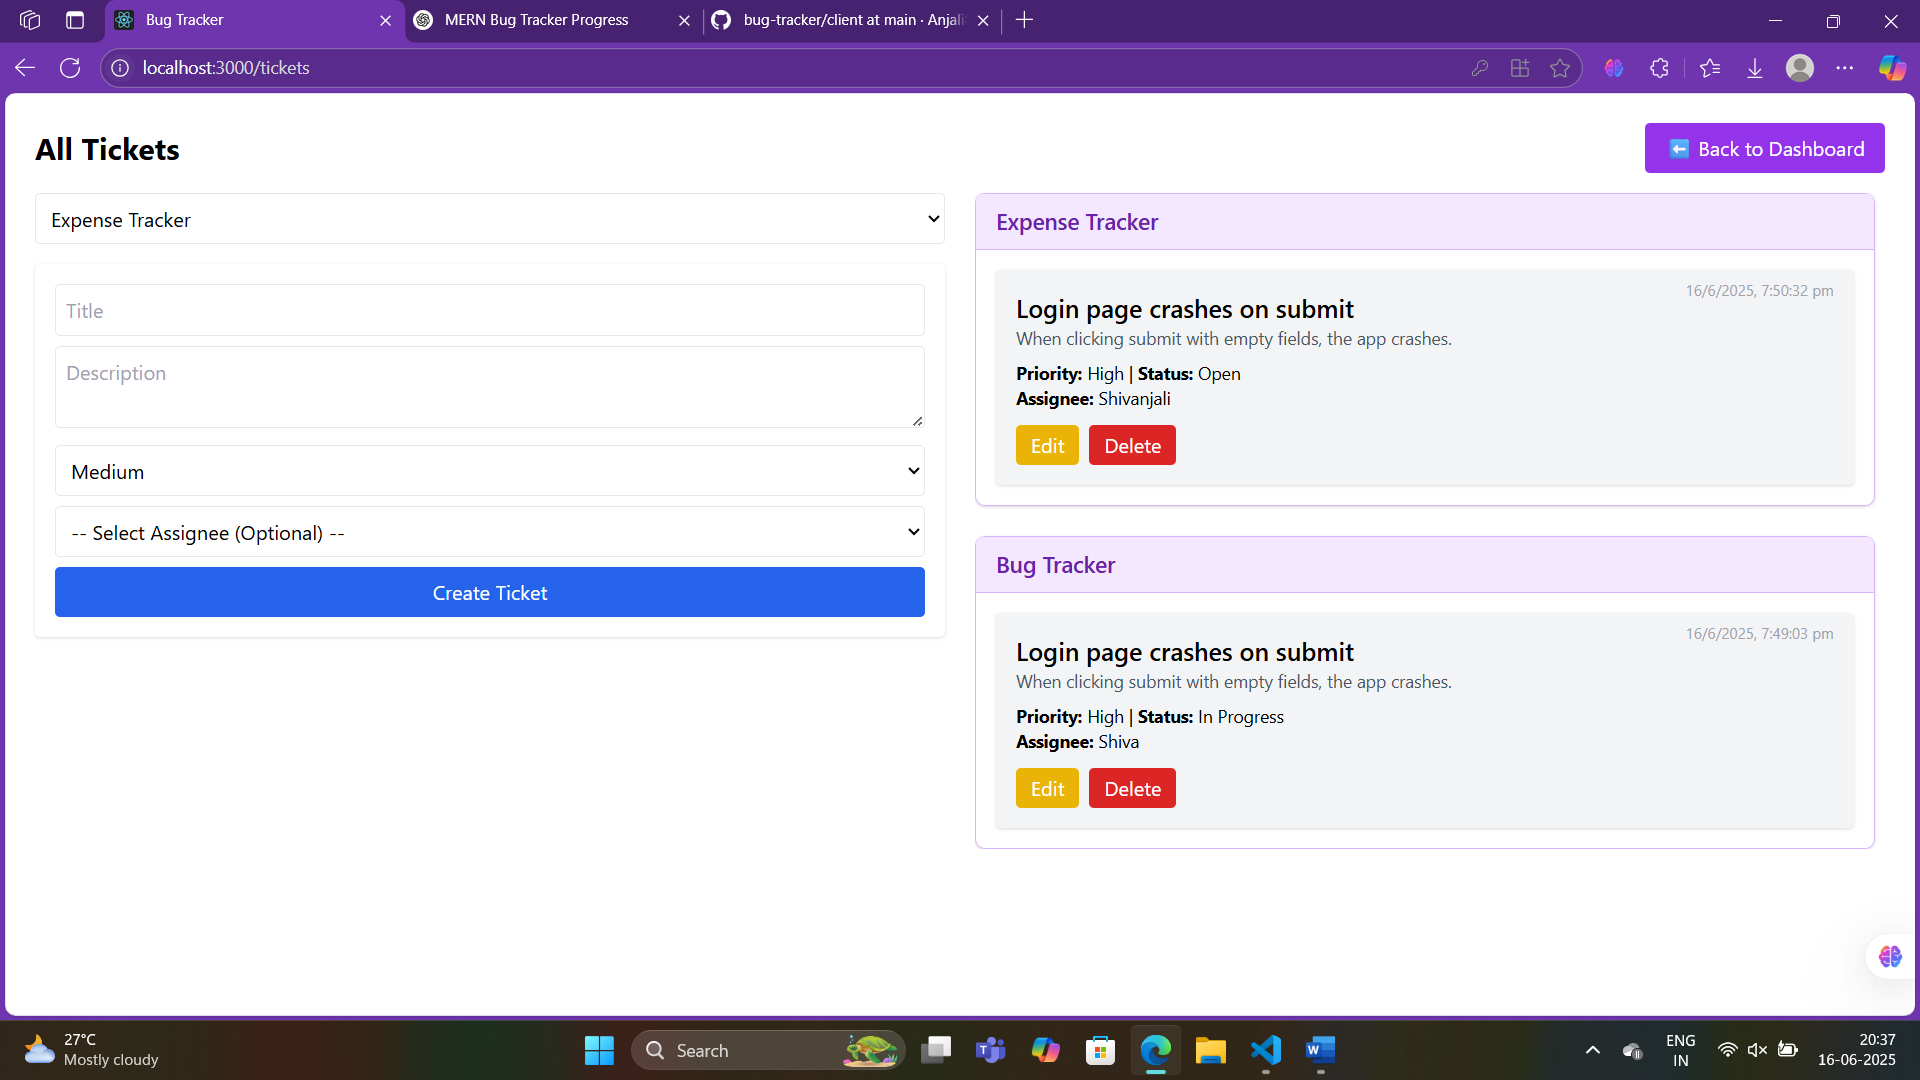 Bug Tracker
MERN Bug Tracker Progress
bug-tracker/client at main · Anjali
localhost:3000/tickets
All Tickets
Back to Dashboard
Expense Tracker
Title
Description
Medium
-- Select Assignee (Optional) --
Create Ticket
Expense Tracker
16/6/2025, 7:50:32 pm
Login page crashes on submit
When clicking submit with empty fields, the app crashes.
Priority: High | Status: Open
Assignee: Shivanjali
Edit
Delete
Bug Tracker
16/6/2025, 7:49:03 pm
Login page crashes on submit
When clicking submit with empty fields, the app crashes.
Priority: High | Status: In Progress
Assignee: Shiva
Edit
Delete
27°C
Mostly cloudy
Search
ENG
IN
20:37
16-06-2025